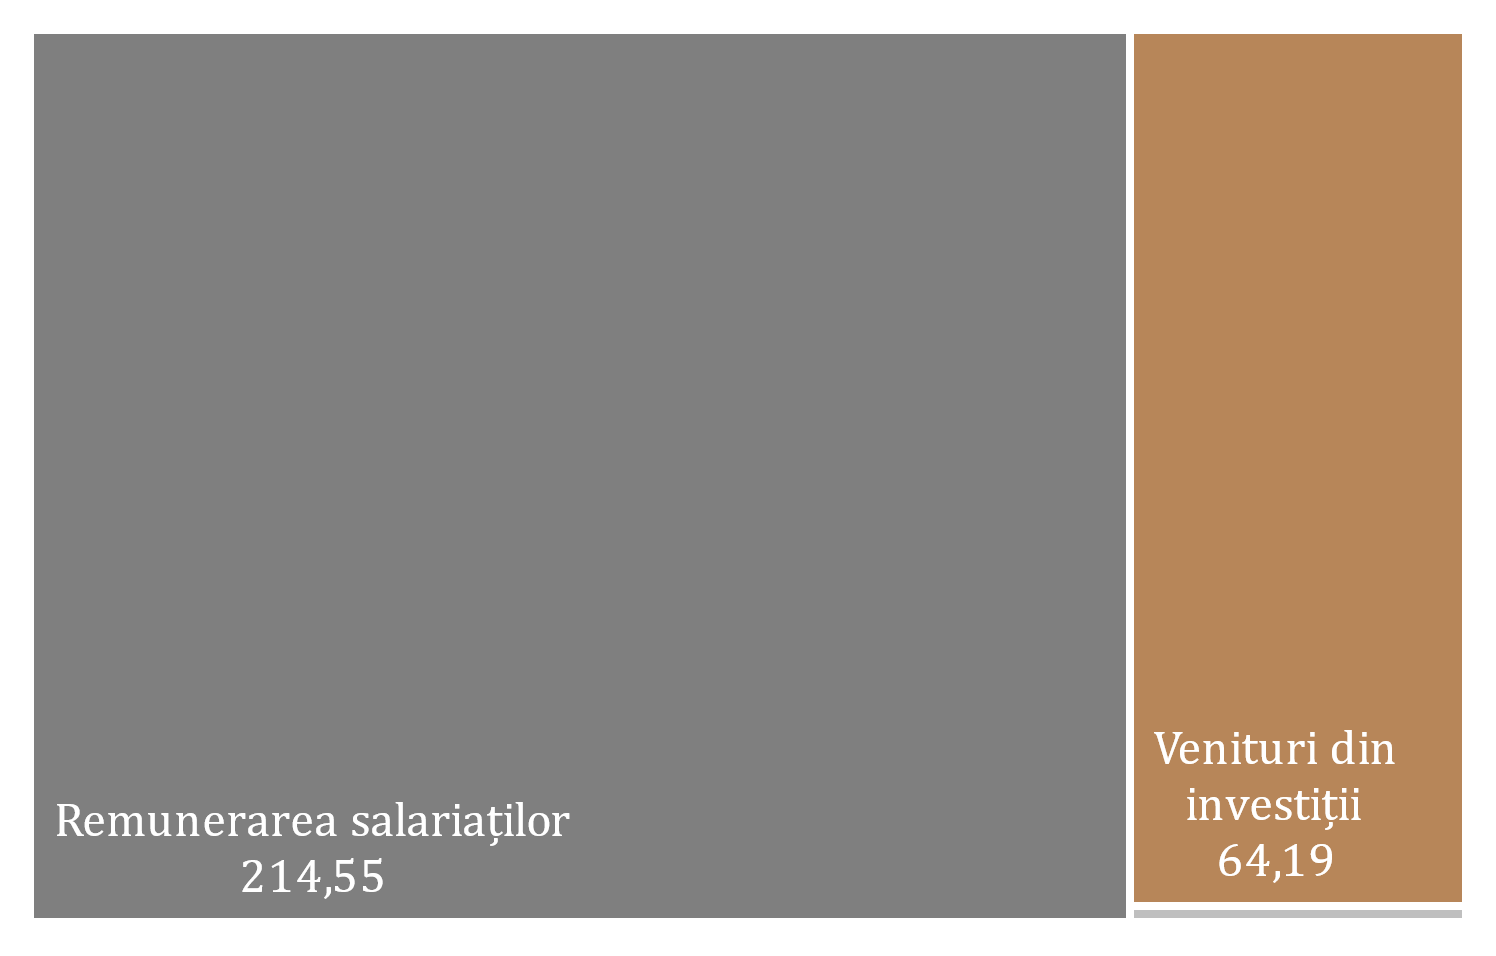 Remunerarea salariaților
214,55
Venituri din
investiții
64,19